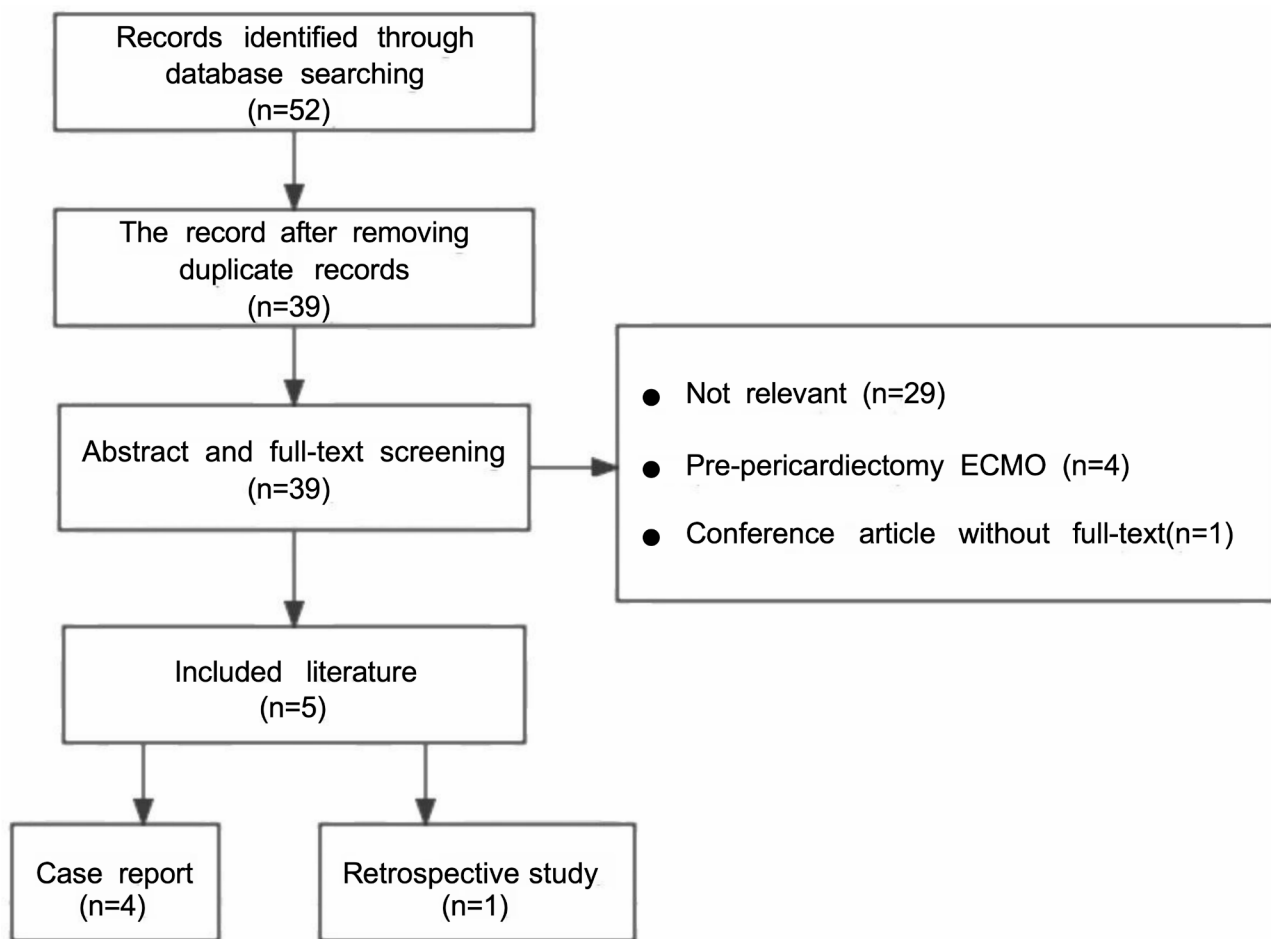 Records identified through
database searching
(n=52)
The record after removing
duplicate records
(n=39)
Abstract and full-text screening
(n=39)
● Not relevant (n=29)
● Pre-pericardiectomy ECMO (n=4)
● Conference article without full-text(n=1)
Included literature
(n=5)
Case report
(n=4)
Retrospective study
(n=1)